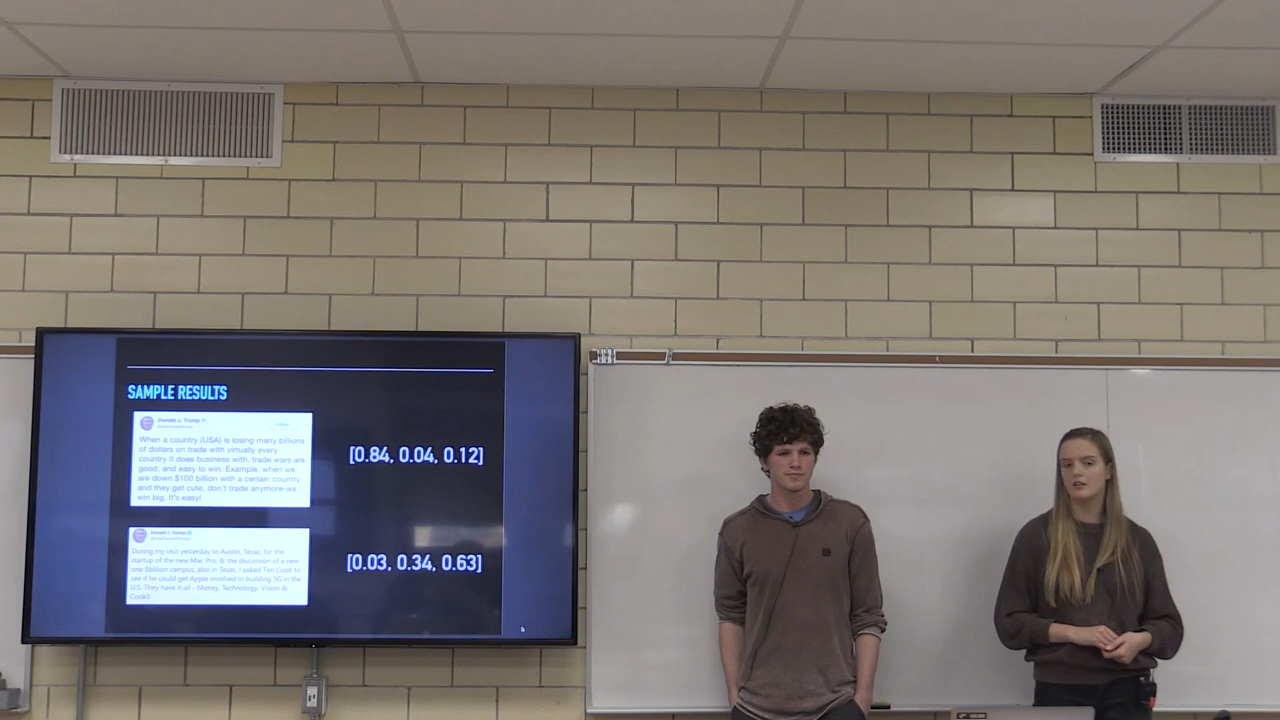 SAMPLE RESULTS
Donald J. Trump
When a country (USA) is losing many billions
of dollars on trade with virtually every
country it does business with, trade wars are
good, and easy to win. Example, when we
are down $100 billion with a certain country
and they get cute, don't trade anymore-we
win big. It's easy!
[0.84, 0.04, 0.12]
Donald J. Trump
During my visit yesterday to Austin, Texas, for the
startup of the new Mac Pro, & the discussion of a new
one $billion campus, also in Texas, I asked Tim Cook to
see if he could get Apple involved in building 5G in the
U.S. They have it all - Money, Technology, Vision &
Cook!!
[0.03, 0.34, 0.63]